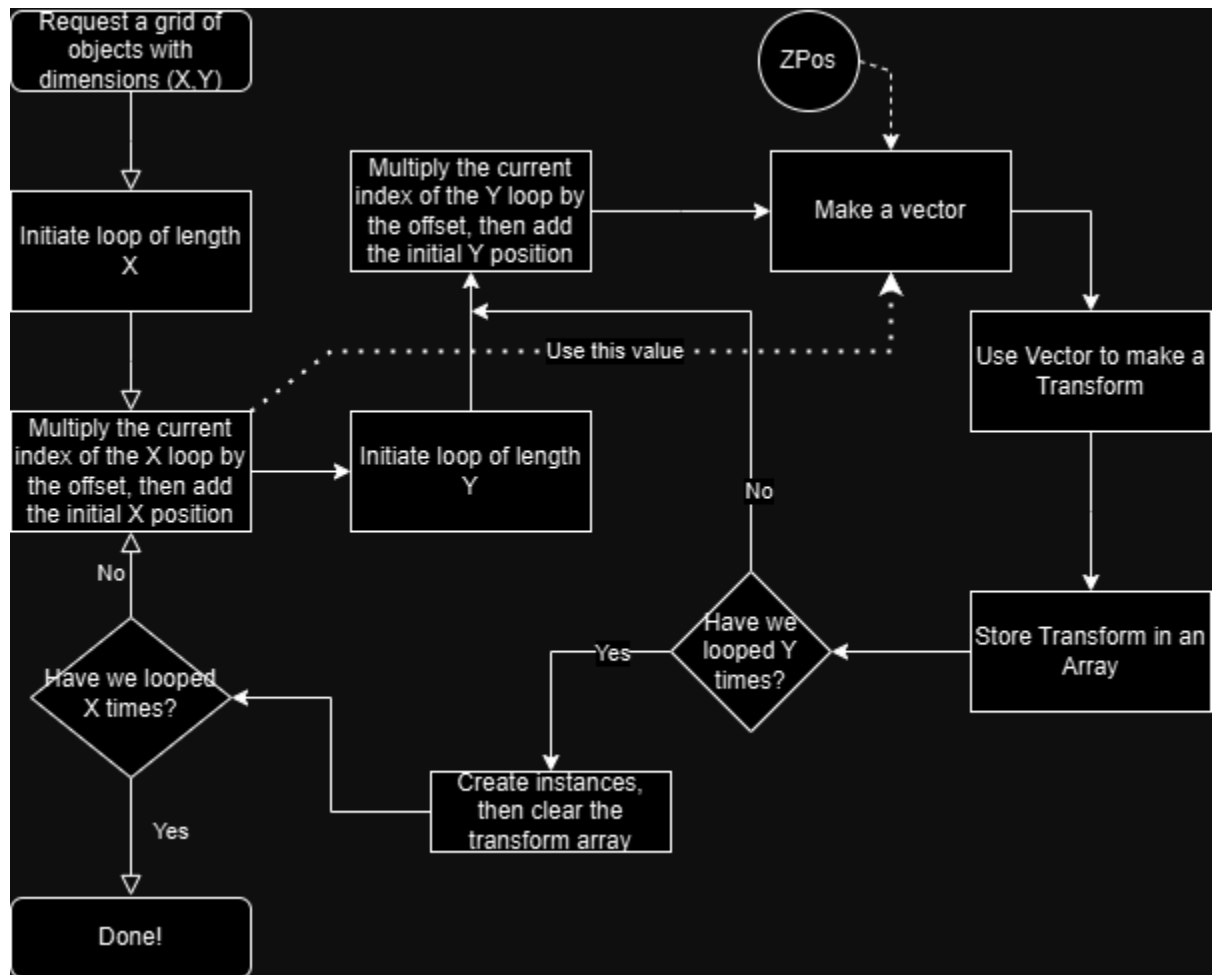 Request a grid of
objects with
dimensions (X,Y)
ZPos
Multiply the current
index of the Y loop by
the offset, then add
the initial Y position
Make a vector
Initiate loop of length
X
Use this value
Use Vector to make a
Transform
Multiply the current
index of the X loop by
the offset, then add
the initial X position
Initiate loop of length
Y
No
No
Have we
looped Y
times?
Store Transform in an
Array
Yes
Have we looped
X times?
Create instances,
then clear the
transform array
Yes
Done!